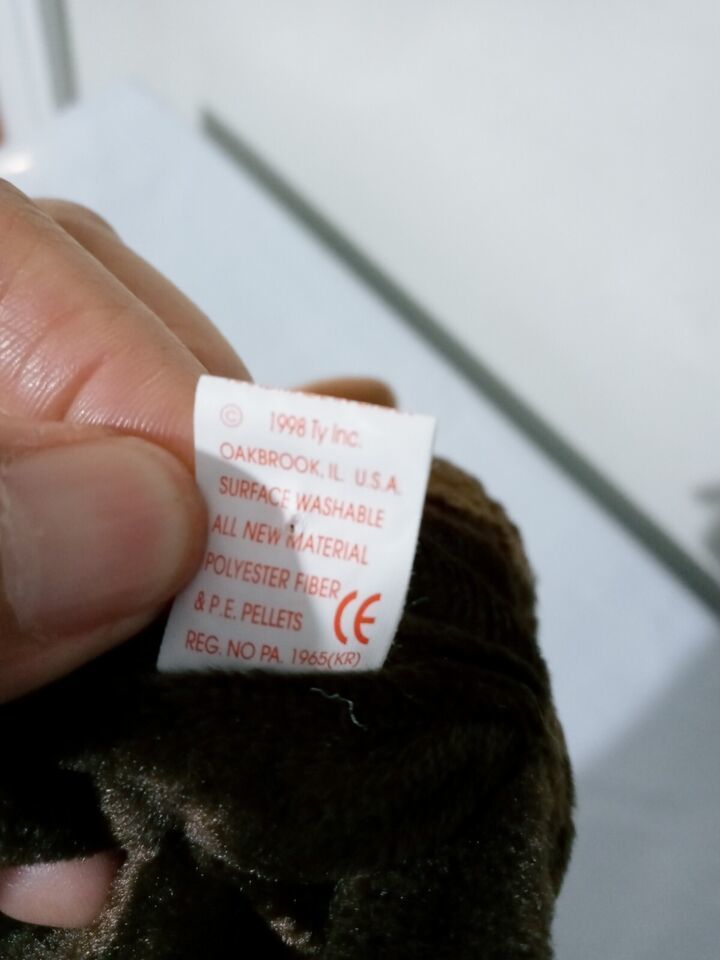 © 1998 Ty Inc.
OAKBROOK, IL. U.S.A.
SURFACE WASHABLE
ALL NEW MATERIAL
POLYESTER FIBER
& P.E. PELLETS CE
REG. NO PA. 1965(KR)